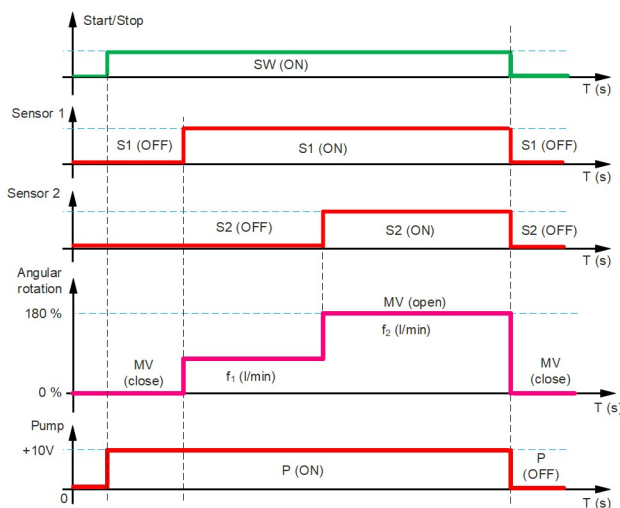 Start/Stop
SW (ON)
T (s)
Sensor 1
S1 (OFF)
S1 (ON)
S1 (OFF)
T (s)
Sensor 2
S2 (OFF)
S2 (ON)
S2 (OFF)
T (s)
Angular
rotation
180 %
MV (open)
f₂ (l/min)
MV
(close)
f₁ (l/min)
MV
(close)
0 %
T (s)
Pump
+10V
P (ON)
P
(OFF)
0
T (s)